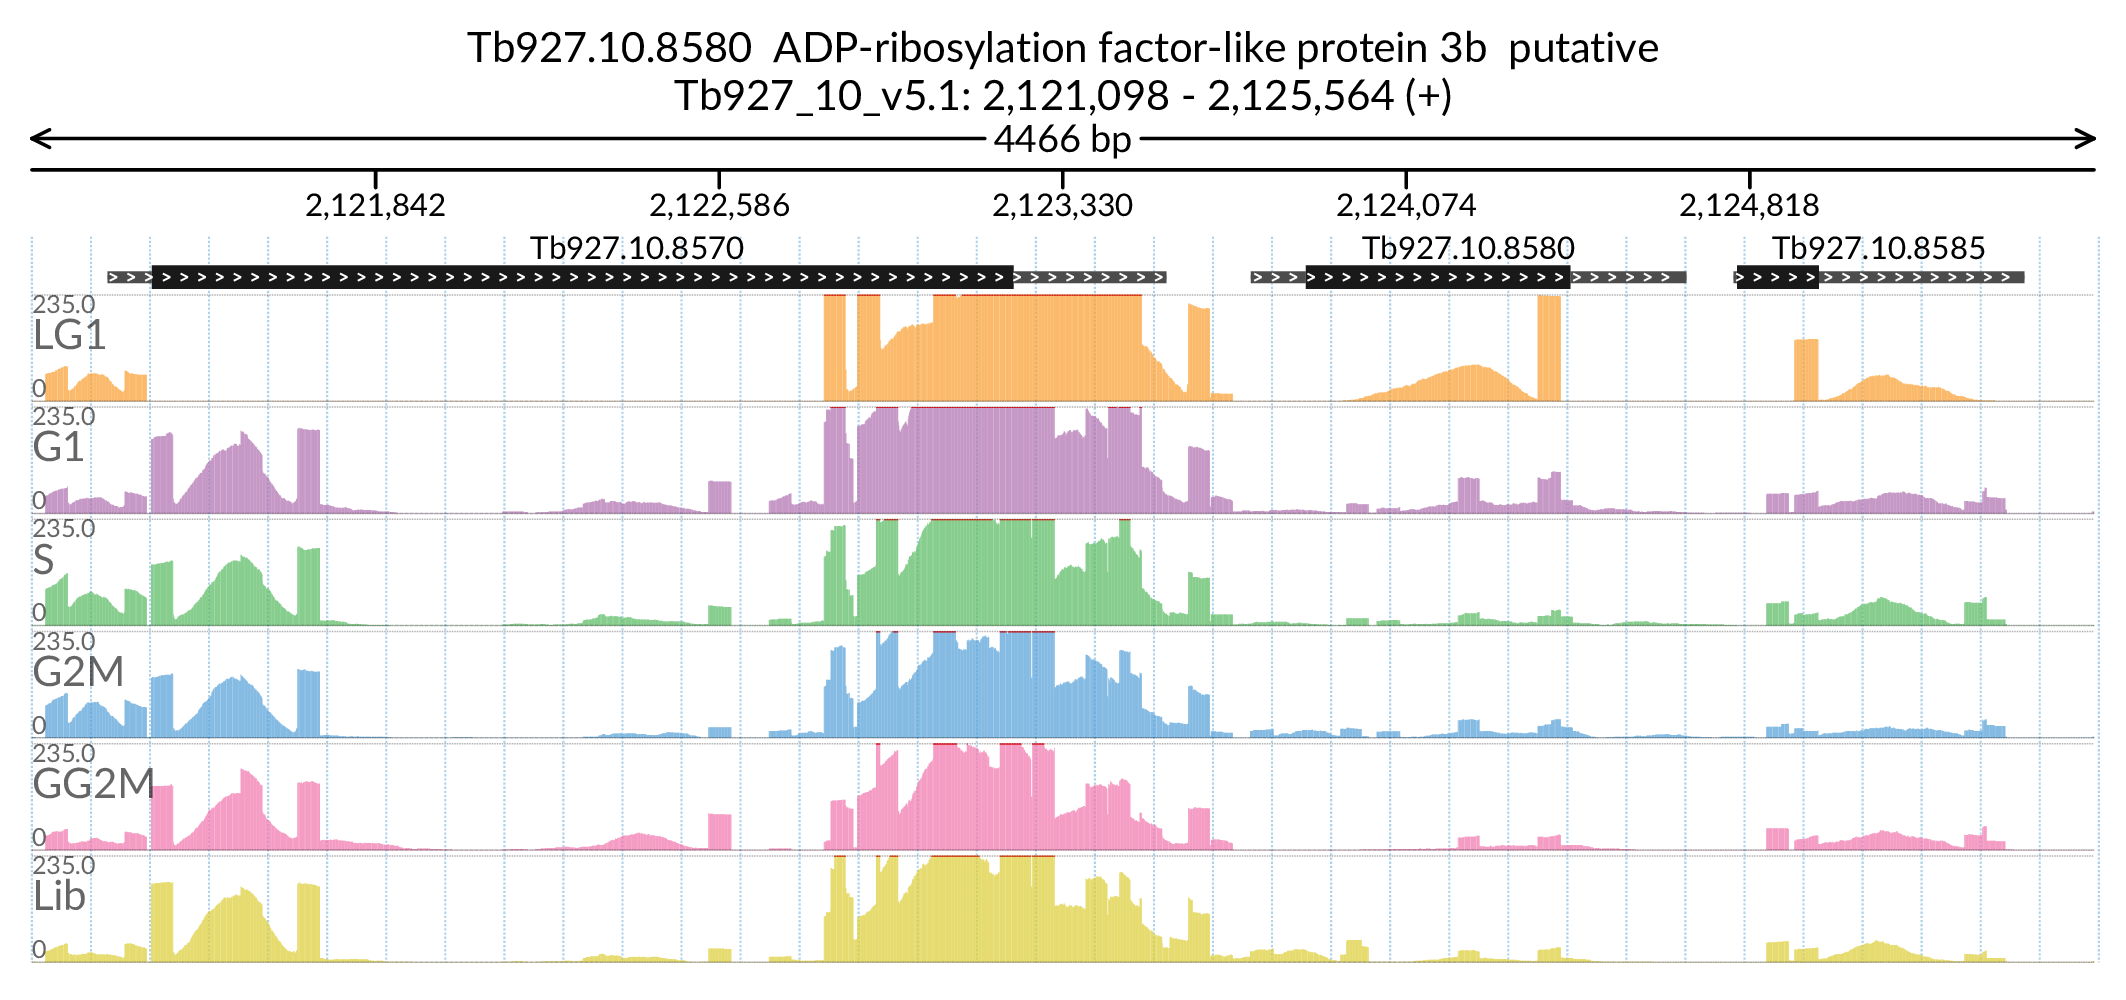 Tb927.10.8580  ADP-ribosylation factor-like protein 3b  putative
Tb927_10_v5.1: 2,121,098 - 2,125,564 (+)
4466 bp
2,121,842 2,122,586 2,123,330 2,124,074 2,124,818
Tb927.10.8570 Tb927.10.8580 Tb927.10.8585
235.0
LG1
0
235.0
G1
0
235.0
S
0
235.0
G2M
0
235.0
GG2M
0
235.0
Lib
0